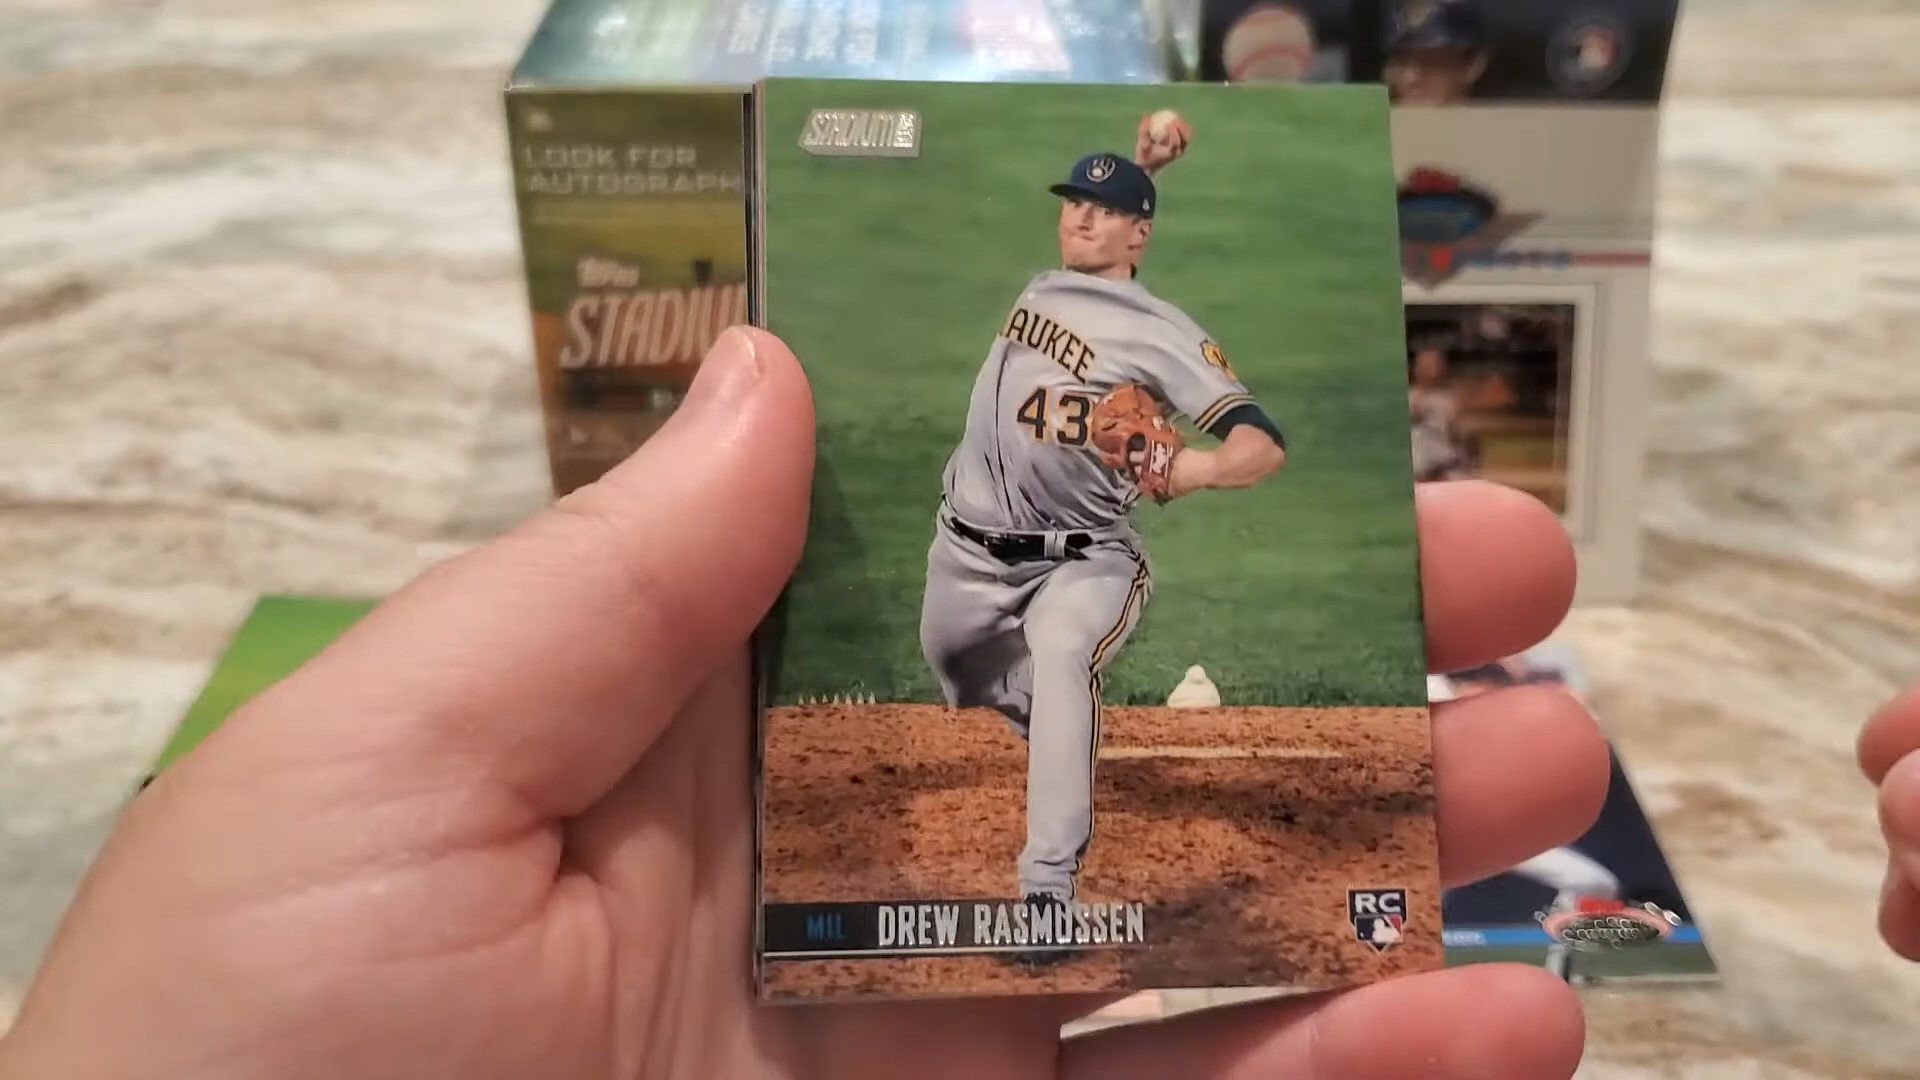 LOOK FOR
AUTOGRAPH
Topps
STADIU
STADIUM
AUKEE
43
MIL DREW RASMUSSEN
RC